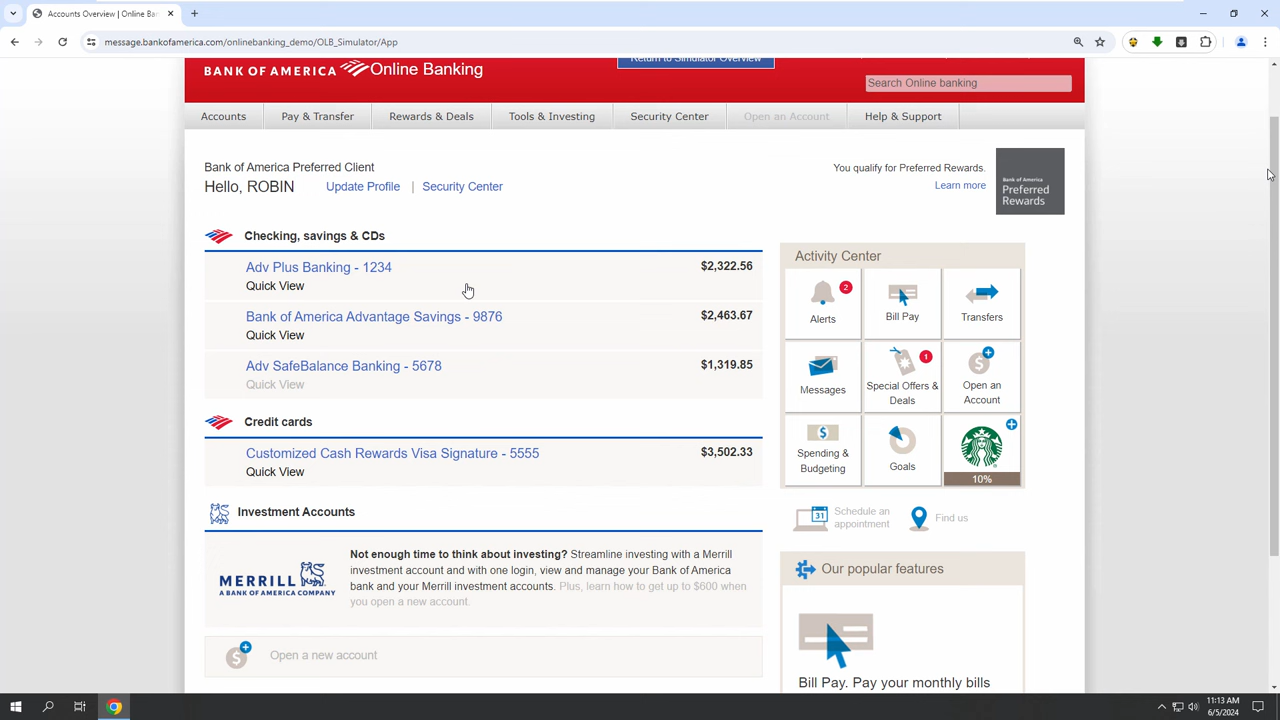 Accounts Overview | Online Ba
message.bankofamerica.com/onlinebanking_demo/OLB_Simulator/App
Return to Simulator Overview
BANK OF AMERICA Online Banking
Search Online banking
Accounts
Pay & Transfer
Rewards & Deals
Tools & Investing
Security Center
Open an Account
Help & Support
Bank of America Preferred Client
Hello, ROBIN
Update Profile | Security Center
You qualify for Preferred Rewards.
Learn more
Bank of America
Preferred
Rewards
Checking, savings & CDs
Adv Plus Banking - 1234
$2,322.56
Quick View
Bank of America Advantage Savings - 9876
$2,463.67
Quick View
Adv SafeBalance Banking - 5678
$1,319.85
Quick View
Credit cards
Customized Cash Rewards Visa Signature - 5555
$3,502.33
Quick View
Investment Accounts
MERRILL
A BANK OF AMERICA COMPANY
Not enough time to think about investing? Streamline investing with a Merrill
investment account and with one login, view and manage your Bank of America
bank and your Merrill investment accounts. Plus, learn how to get up to $600 when
you open a new account.
Open a new account
Activity Center
2
Alerts
Bill Pay
Transfers
Messages
1
Special Offers &
Deals
Open an
Account
Spending &
Budgeting
Goals
10%
31
Schedule an
appointment
Find us
Our popular features
Bill Pay. Pay your monthly bills
11:13 AM
6/5/2024